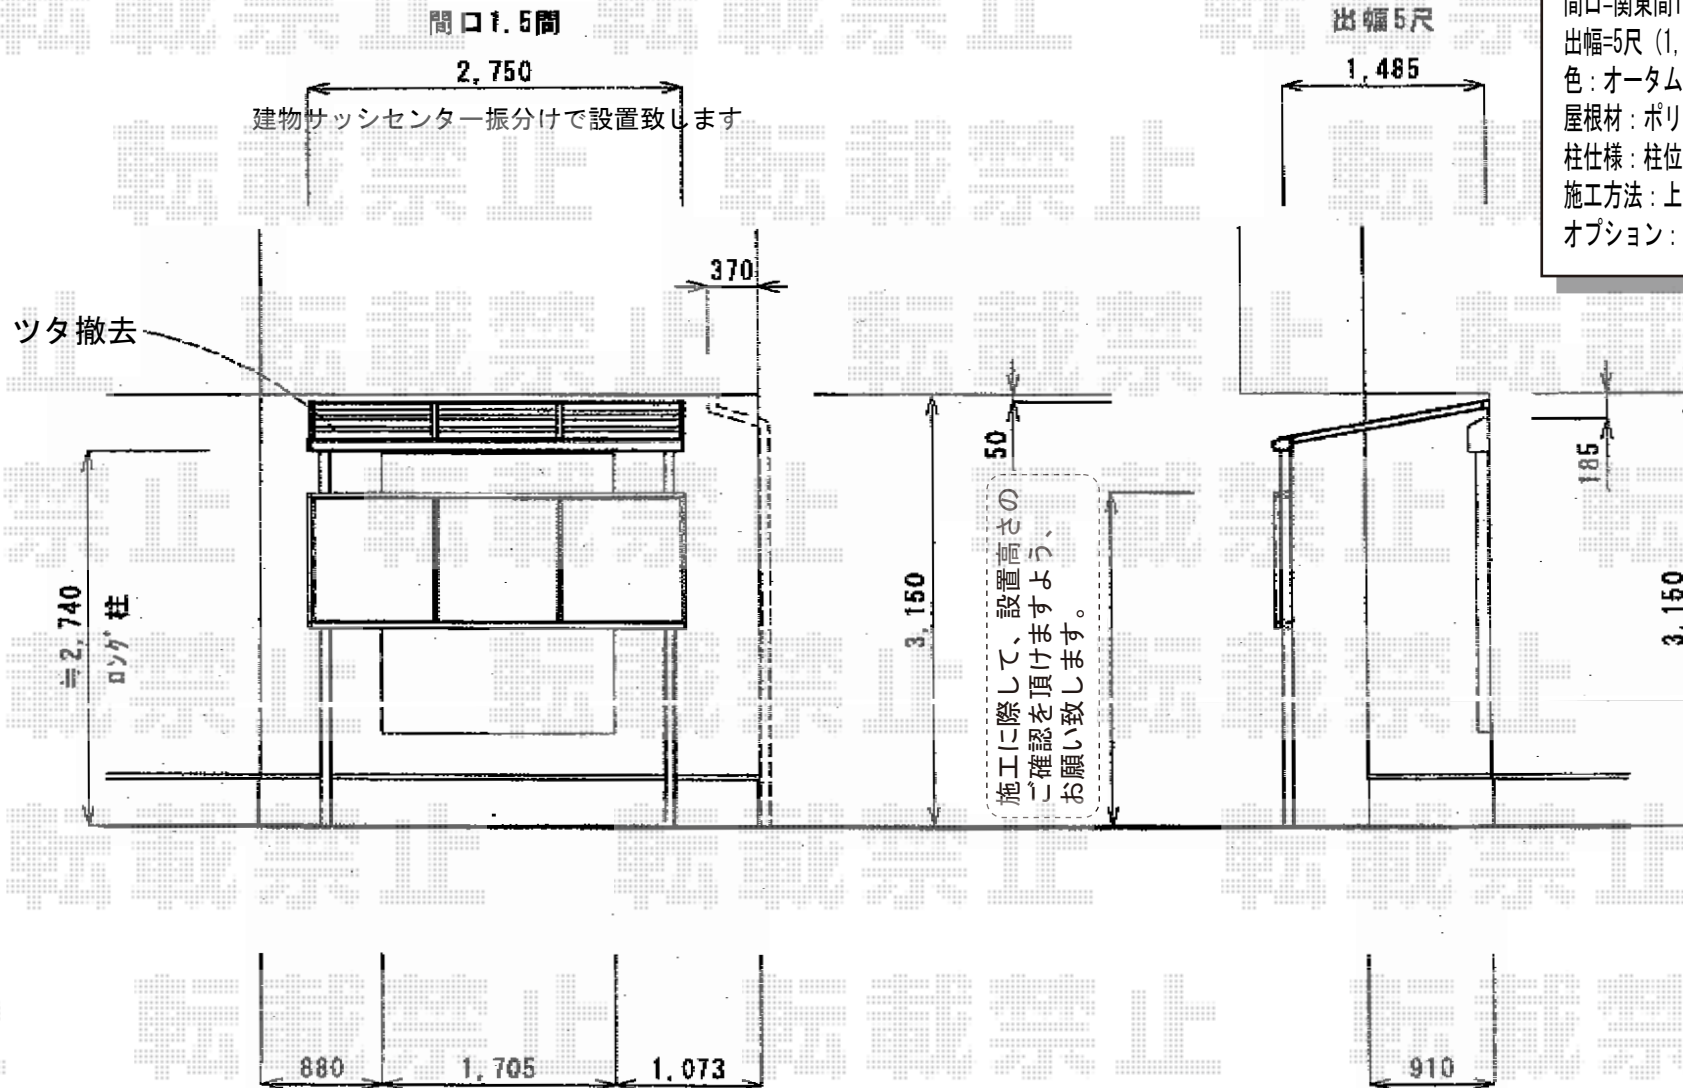 間口1.5間
2,750
建物サッシセンター振分けで設置致します
出幅5尺
1,485
出幅=5尺（1,
色：オータム
屋根材：ポリ
柱仕様：柱位
施工方法：上
オプション：
370
ツタ撤去
50
185
≒2,740
ロング柱
3,150
施工に際して、設置高さの
ご確認を頂けますよう、
お願い致します。
3,150
880
1,705
1,073
910
転載禁止